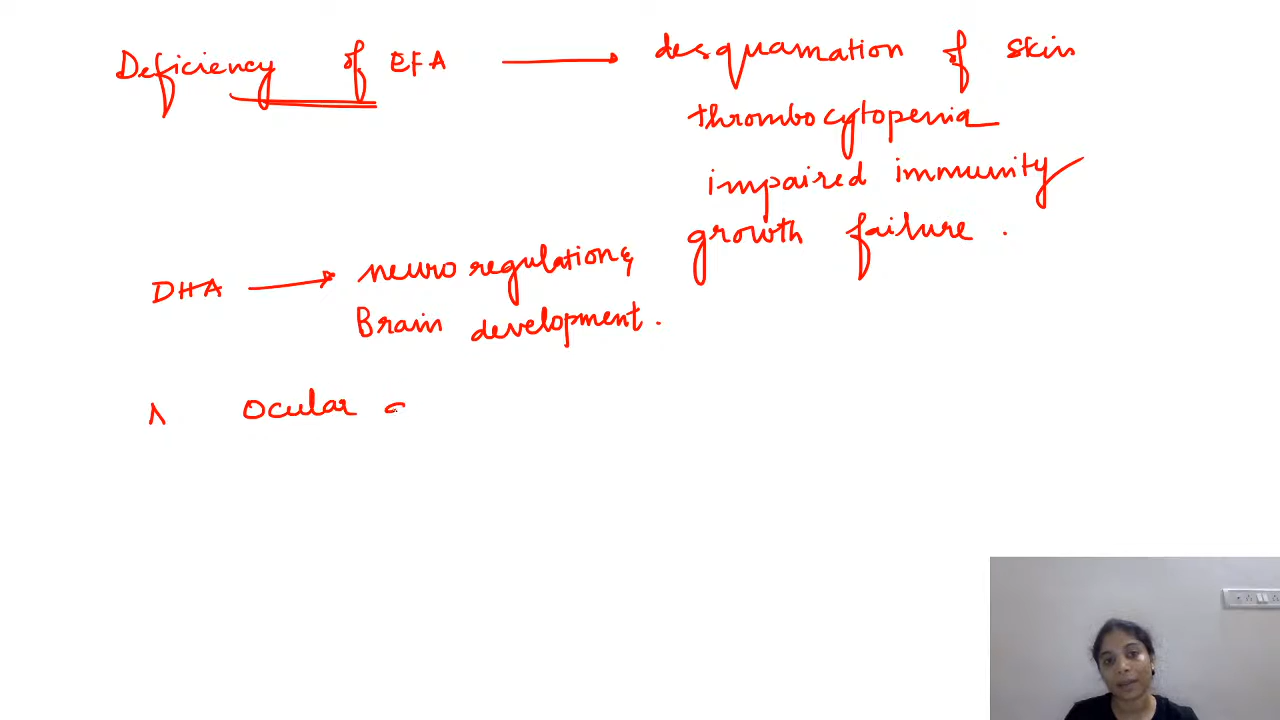 Deficiency of EFA → desquamation of skin
thrombocytopenia
impaired immunity
growth failure.
DHA → neuroregulation &
Brain development.
Ocular